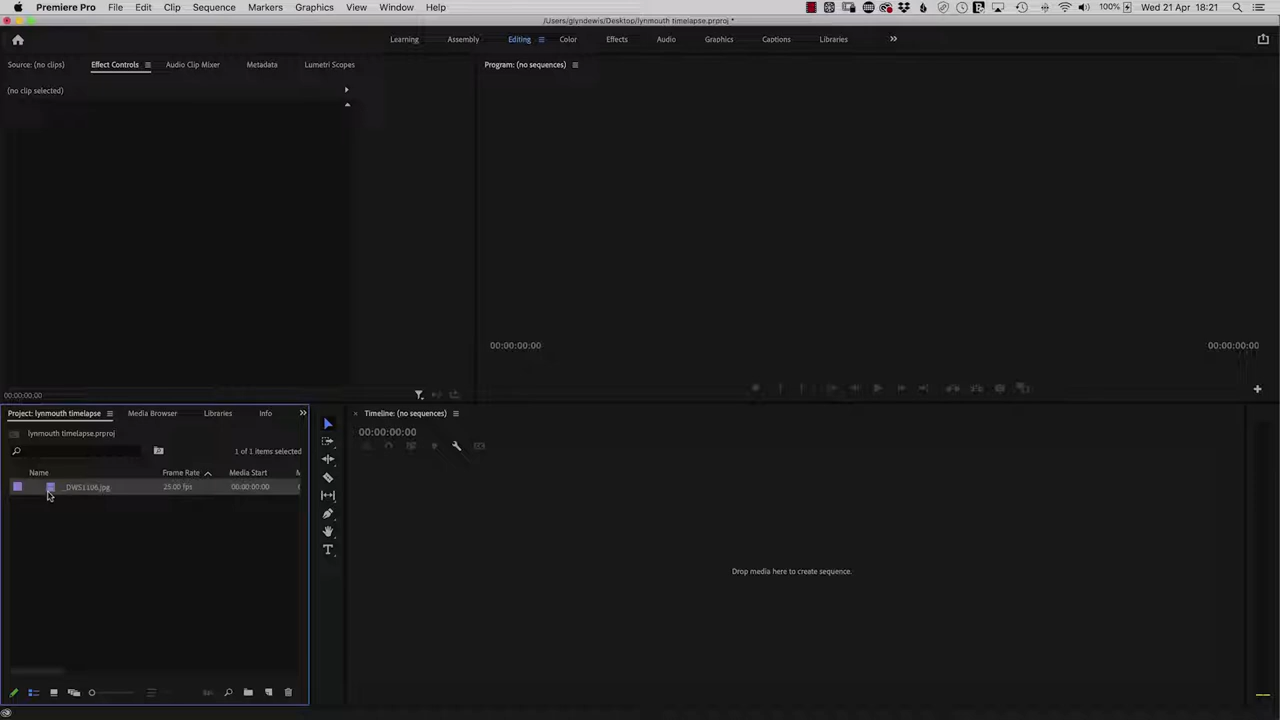 Premiere Pro File Edit Clip Sequence Markers Graphics View Window Help 100% Wed 21 Apr 18:21
/Users/glyndewis/Desktop/lynmouth timelapse.prproj *
Learning Assembly Editing Color Effects Audio Graphics Captions Libraries
Source: (no clips) Effect Controls Audio Clip Mixer Metadata Lumetri Scopes
Program: (no sequences)
(no clip selected)
00:00:00:00 00:00:00:00
00:00:00:00
Project: lynmouth timelapse Media Browser Libraries Info
Timeline: (no sequences)
lynmouth timelapse.prproj
00:00:00:00
1 of 1 items selected
Name Frame Rate Media Start
_DWS1106.jpg 25.00 fps 00:00:00:00
Drop media here to create sequence.